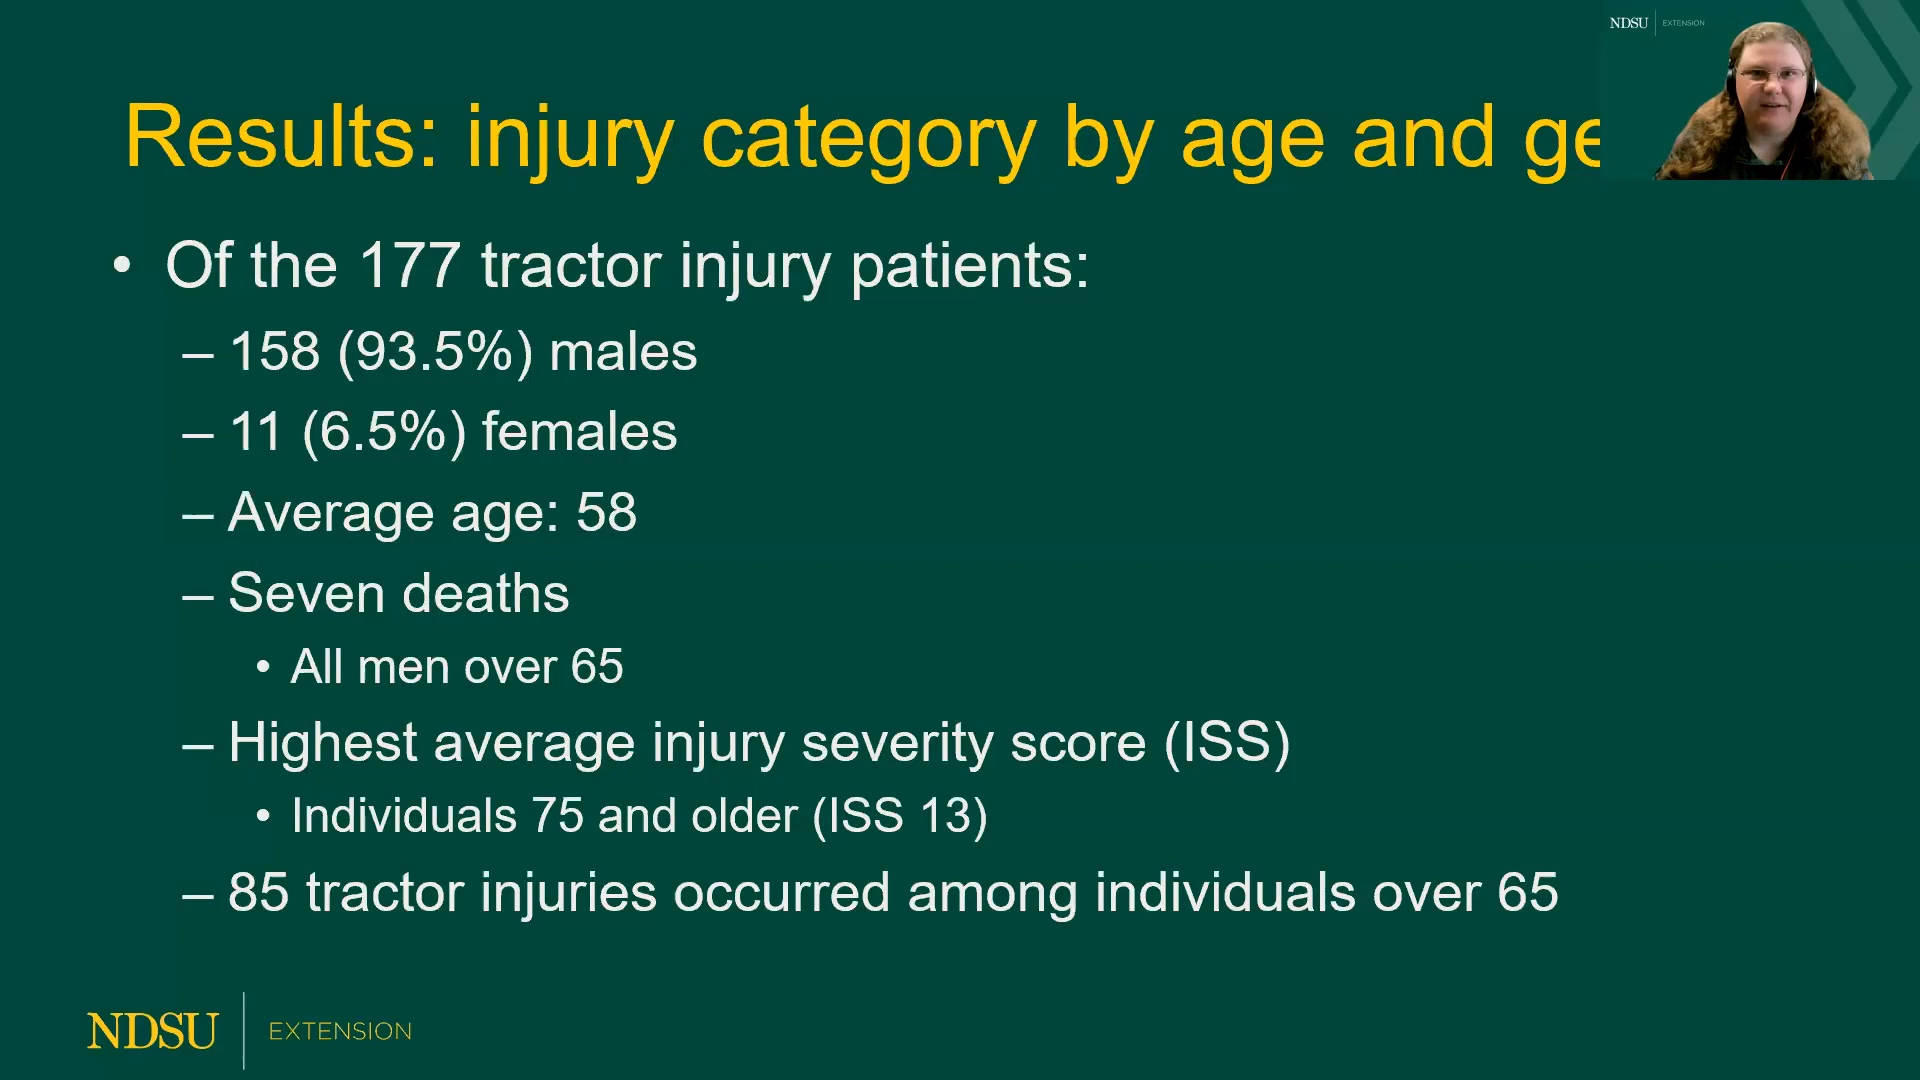 NDSU EXTENSION
Results: injury category by age and ge
• Of the 177 tractor injury patients:
– 158 (93.5%) males
– 11 (6.5%) females
– Average age: 58
– Seven deaths
• All men over 65
– Highest average injury severity score (ISS)
• Individuals 75 and older (ISS 13)
– 85 tractor injuries occurred among individuals over 65
NDSU EXTENSION